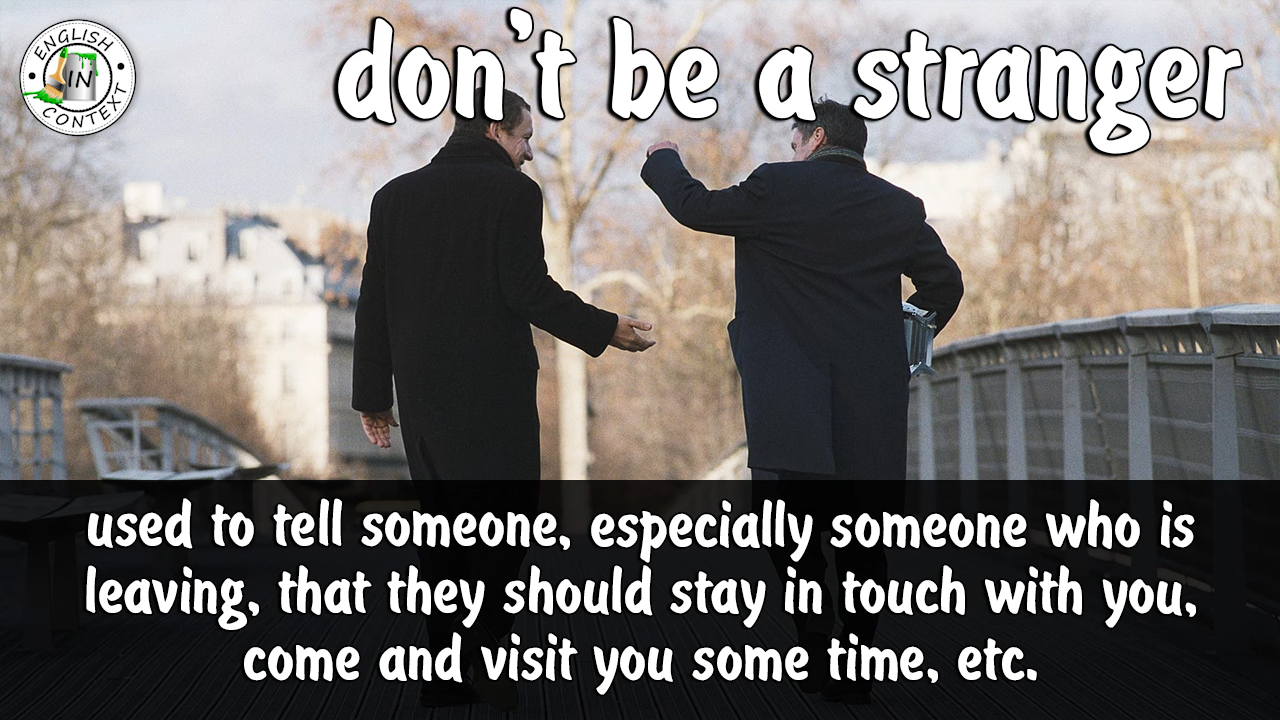 ENGLISH
IN
CONTEXT
don't be a stranger
used to tell someone, especially someone who is
leaving, that they should stay in touch with you,
come and visit you some time, etc.